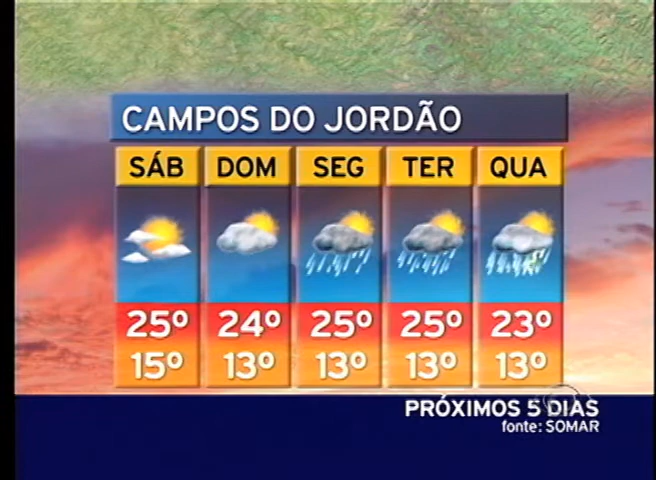 CAMPOS DO JORDÃO
SÁB DOM SEG TER QUA
25º 24º 25º 25º 23º
15º 13º 13º 13º 13º
PRÓXIMOS 5 DIAS
fonte: SOMAR